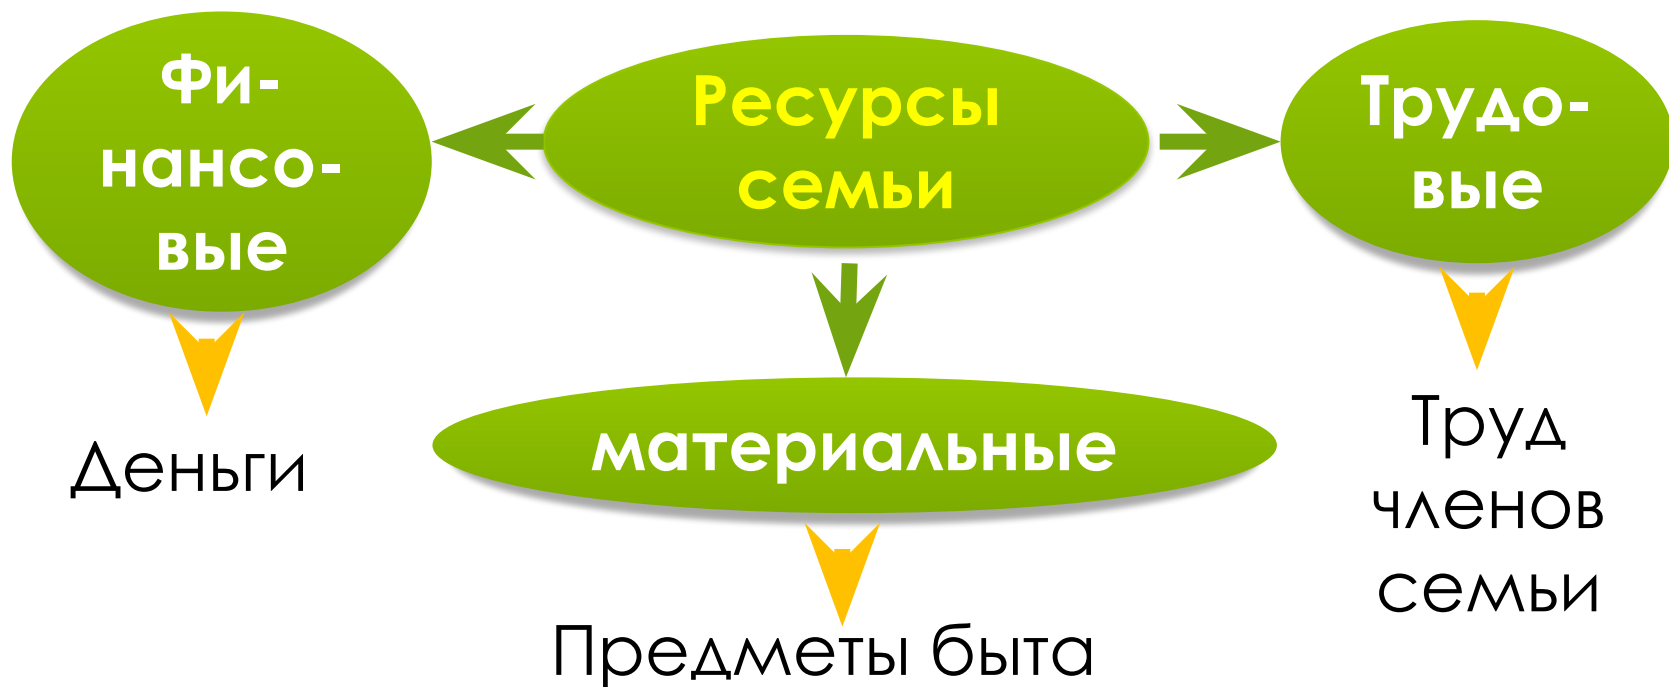 Фи-
нансо-
вые
Ресурсы
семьи
Трудо-
вые
материальные
Деньги
Труд
членов
семьи
Предметы быта